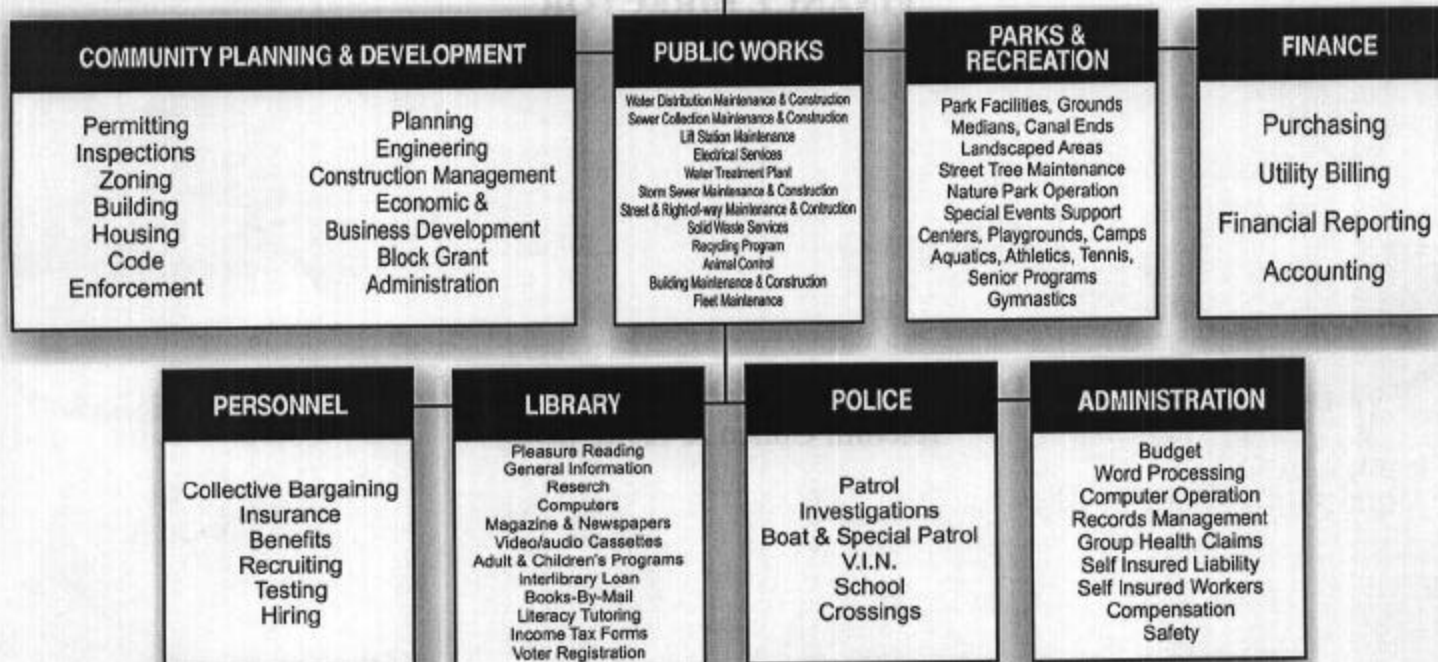 COMMUNITY PLANNING & DEVELOPMENT
Permitting
Inspections
Zoning
Building
Housing
Code
Enforcement
Planning
Engineering
Construction Management
Economic &
Business Development
Block Grant
Administration
PUBLIC WORKS
Water Distribution Maintenance & Construction
Sewer Collection Maintenance & Construction
Lift Station Maintenance
Electrical Services
Water Treatment Plant
Storm Sewer Maintenance & Construction
Street & Right-of-way Maintenance & Contruction
Solid Waste Services
Recycling Program
Animal Control
Building Maintenance & Construction
Fleet Maintenance
PARKS &
RECREATION
Park Facilities, Grounds
Medians, Canal Ends
Landscaped Areas
Street Tree Maintenance
Nature Park Operation
Special Events Support
Centers, Playgrounds, Camps
Aquatics, Athletics, Tennis,
Senior Programs
Gymnastics
FINANCE
Purchasing
Utility Billing
Financial Reporting
Accounting
PERSONNEL
Collective Bargaining
Insurance
Benefits
Recruiting
Testing
Hiring
LIBRARY
Pleasure Reading
General Information
Reserch
Computers
Magazine & Newspapers
Video/audio Cassettes
Adult & Children's Programs
Interlibrary Loan
Books-By-Mail
Literacy Tutoring
Income Tax Forms
Voter Registration
POLICE
Patrol
Investigations
Boat & Special Patrol
V.I.N.
School
Crossings
ADMINISTRATION
Budget
Word Processing
Computer Operation
Records Management
Group Health Claims
Self Insured Liability
Self Insured Workers
Compensation
Safety